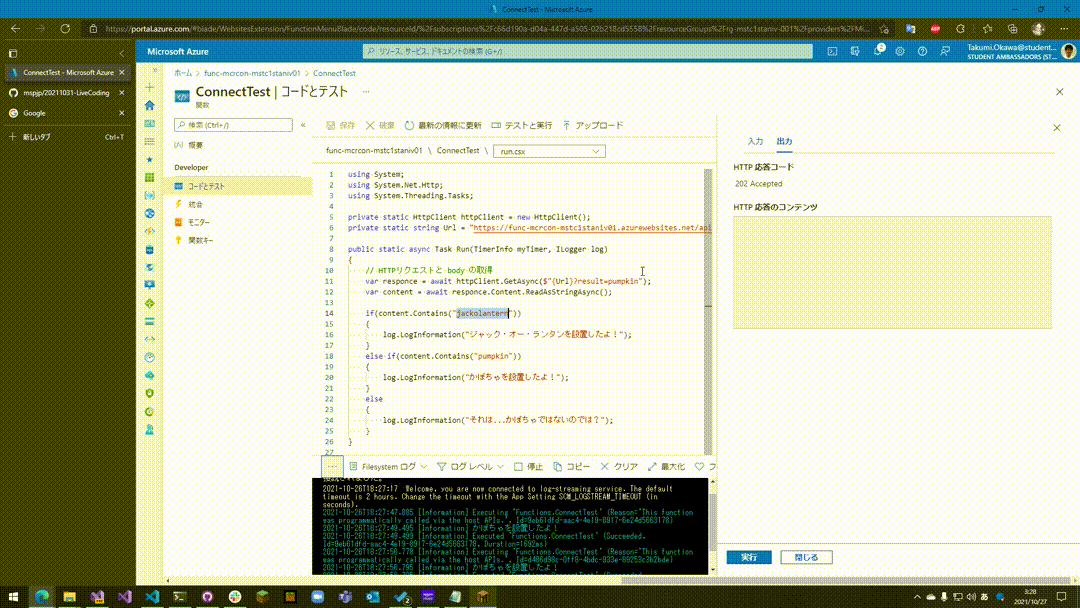 ConnectTest - Microsoft Azure
https://portal.azure.com/#blade/WebsitesExtension/FunctionMenuBlade/code/resourceId/%2Fsubscriptions%2Fc66d190a-d04a-447d-a505-02b218cd5558%2FresourceGroups%2Frg-mstc1staniv-001%2Fproviders%2FMi...
ConnectTest - Microsoft Azure
mspjp/20211031-LiveCoding
Google
新しいタブ Ctrl+T
Microsoft Azure
リソース、サービス、ドキュメントの検索 (G+/)
Takumi.Okawa@student...
STUDENT AMBASSADORS (ST...
ホーム > func-mcrcon-mstc1staniv01 > ConnectTest
ConnectTest | コードとテスト ...
関数
検索 (Ctrl+/)
概要
Developer
コードとテスト
統合
モニター
関数キー
保存 破棄 最新の情報に更新 テストと実行 アップロード
func-mcrcon-mstc1staniv01 \ ConnectTest \ run.csx
1 using System;
2 using System.Net.Http;
3 using System.Threading.Tasks;
4
5 private static HttpClient httpClient = new HttpClient();
6 private static string Url = "https://func-mcrcon-mstc1staniv01.azurewebsites.net/api
7
8 public static async Task Run(TimerInfo myTimer, ILogger log)
9 {
10 // HTTPリクエストと body の取得
11 var responce = await httpClient.GetAsync($"{Url}?result=pumpkin");
12 var content = await responce.Content.ReadAsStringAsync();
13
14 if(content.Contains("jackolantern"))
15 {
16 log.LogInformation("ジャック・オー・ランタンを設置したよ！");
17 }
18 else if(content.Contains("pumpkin"))
19 {
20 log.LogInformation("かぼちゃを設置したよ！");
21 }
22 else
23 {
24 log.LogInformation("それは...かぼちゃではないのでは？");
25 }
26 }
27
Filesystem ログ ログ レベル 停止 コピー クリア 最大化 フ
接続されました。
2021-10-26T18:27:17 Welcome, you are now connected to log-streaming service. The default
timeout is 2 hours. Change the timeout with the App Setting SCM_LOGSTREAM_TIMEOUT (in
seconds).
2021-10-26T18:27:47.805 [Information] Executing 'Functions.ConnectTest' (Reason='This function
was programmatically called via the host APIs.', Id=9eb61dfd-aac4-4e19-8917-6e24d5663178)
2021-10-26T18:27:49.495 [Information] かぼちゃを設置したよ！
2021-10-26T18:27:49.499 [Information] Executed 'Functions.ConnectTest' (Succeeded,
Id=9eb61dfd-aac4-4e19-8917-6e24d5663178, Duration=1692ms)
2021-10-26T18:27:56.778 [Information] Executing 'Functions.ConnectTest' (Reason='This function
was programmatically called via the host APIs.',
2021-10-26T18:27:56.795 [Information] かぼちゃを設置したよ！
入力 出力
HTTP 応答コード
202 Accepted
HTTP 応答のコンテンツ
実行 閉じる
3:28
2021/10/27